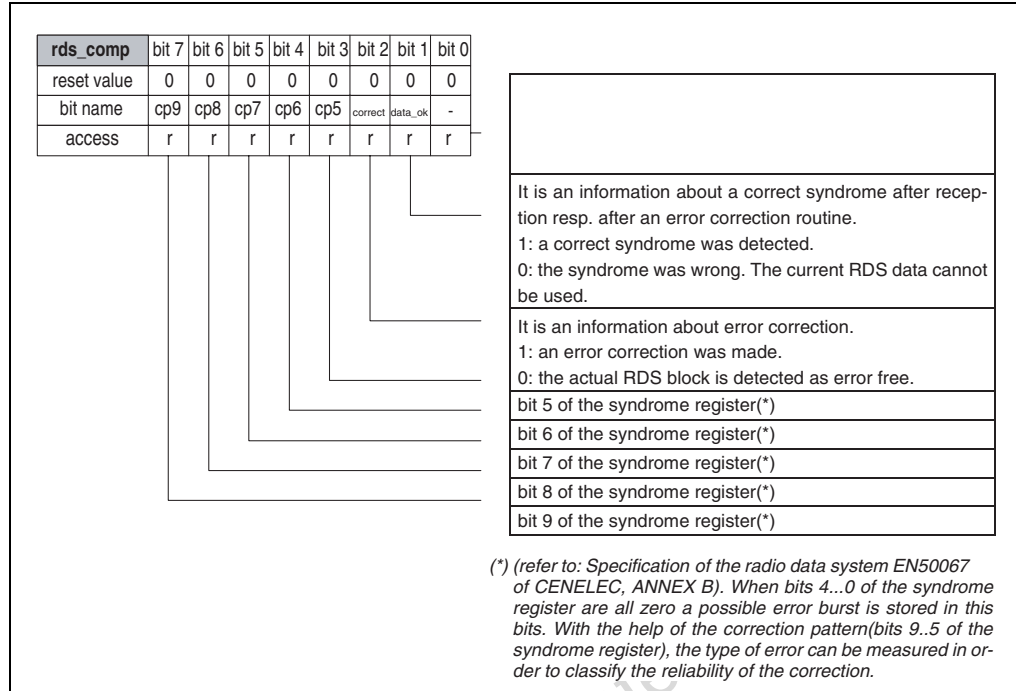 rds_comp bit 7 bit 6 bit 5 bit 4 bit 3 bit 2 bit 1 bit 0
reset value 0 0 0 0 0 0 0 0
bit name cp9 cp8 cp7 cp6 cp5 correct data_ok -
access r r r r r r r r
It is an information about a correct syndrome after recep-
tion resp. after an error correction routine.
1: a correct syndrome was detected.
0: the syndrome was wrong. The current RDS data cannot
be used.
It is an information about error correction.
1: an error correction was made.
0: the actual RDS block is detected as error free.
bit 5 of the syndrome register(*)
bit 6 of the syndrome register(*)
bit 7 of the syndrome register(*)
bit 8 of the syndrome register(*)
bit 9 of the syndrome register(*)
(*) (refer to: Specification of the radio data system EN50067
of CENELEC, ANNEX B). When bits 4...0 of the syndrome
register are all zero a possible error burst is stored in this
bits. With the help of the correction pattern(bits 9..5 of the
syndrome register), the type of error can be measured in or-
der to classify the reliability of the correction.